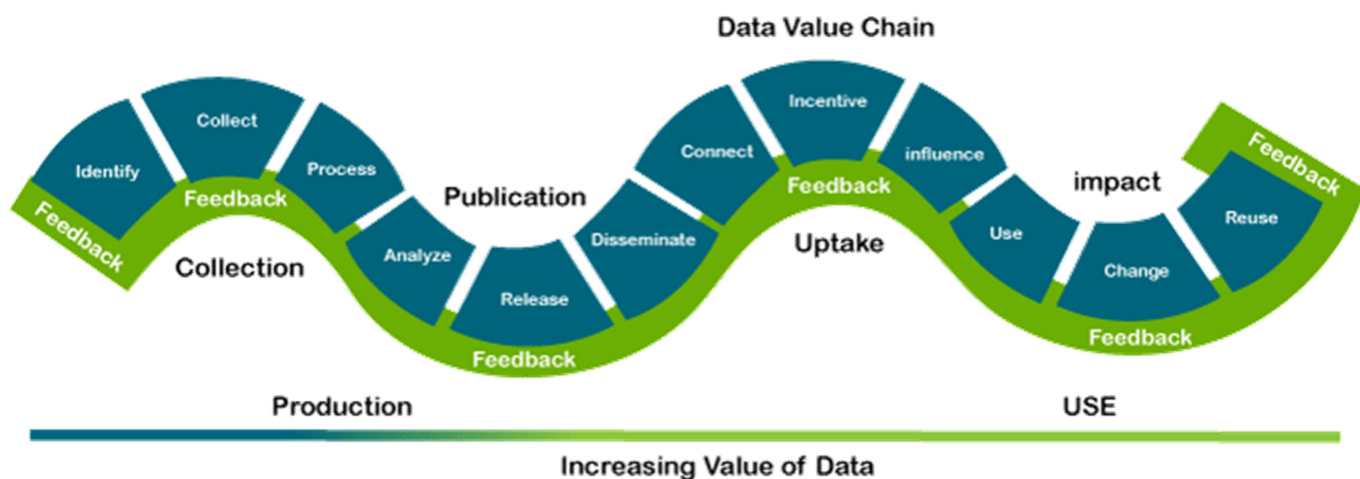 Data Value Chain
Identify
Collect
Process
Feedback
Feedback
Collection
Publication
Analyze
Release
Disseminate
Feedback
Connect
Incentive
influence
Feedback
Uptake
impact
Use
Change
Reuse
Feedback
Feedback
Production
USE
Increasing Value of Data